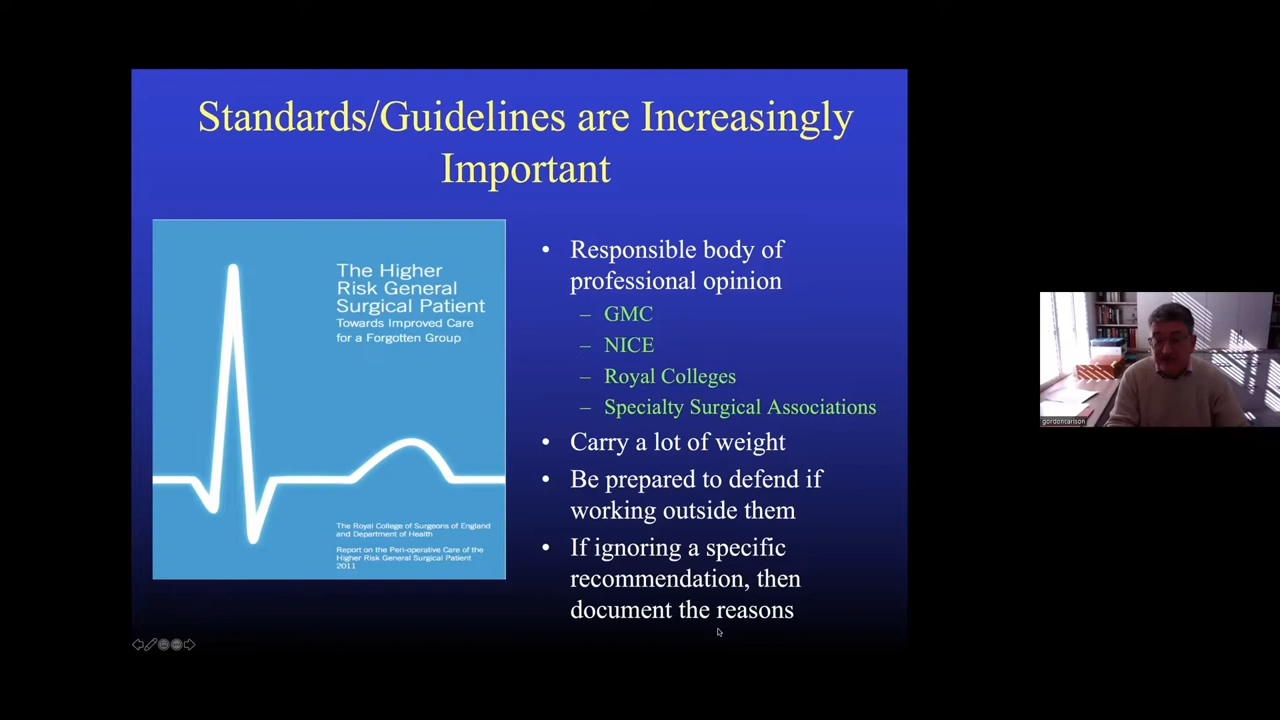 Standards/Guidelines are Increasingly
Important
The Higher
Risk General
Surgical Patient
Towards Improved Care
for a Forgotten Group
The Royal College of Surgeons of England
and Department of Health
Report on the Peri-operative Care of the
Higher Risk General Surgical Patient
2011
• Responsible body of
professional opinion
– GMC
– NICE
– Royal Colleges
– Specialty Surgical Associations
• Carry a lot of weight
• Be prepared to defend if
working outside them
• If ignoring a specific
recommendation, then
document the reasons
gordoncarlson